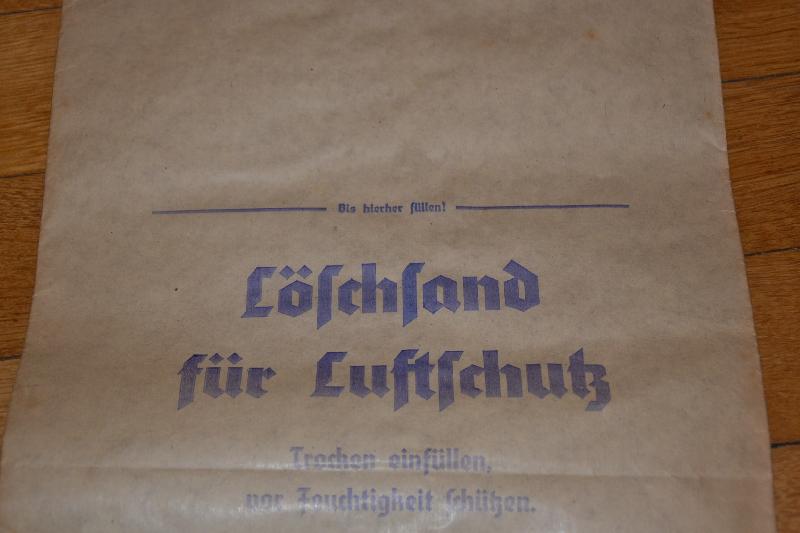 Bis hierher füllen!
Löschsand
für Luftschutz
Trocken einfüllen,
vor Feuchtigkeit schützen.